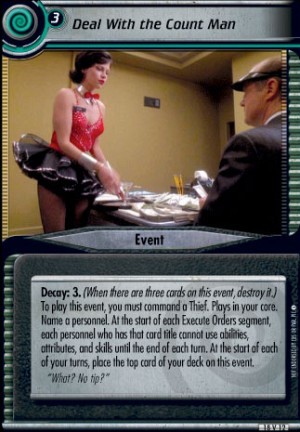 3
Deal With the Count Man
Event
Decay: 3. (When there are three cards on this event, destroy it.)
To play this event, you must command a Thief. Plays in your core.
Name a personnel. At the start of each Execute Orders segment,
each personnel who has that card title cannot use abilities,
attributes, and skills until the end of each turn. At the start of each
of your turns, place the top card of your deck on this event.
"What? No tip?"
18 V 12